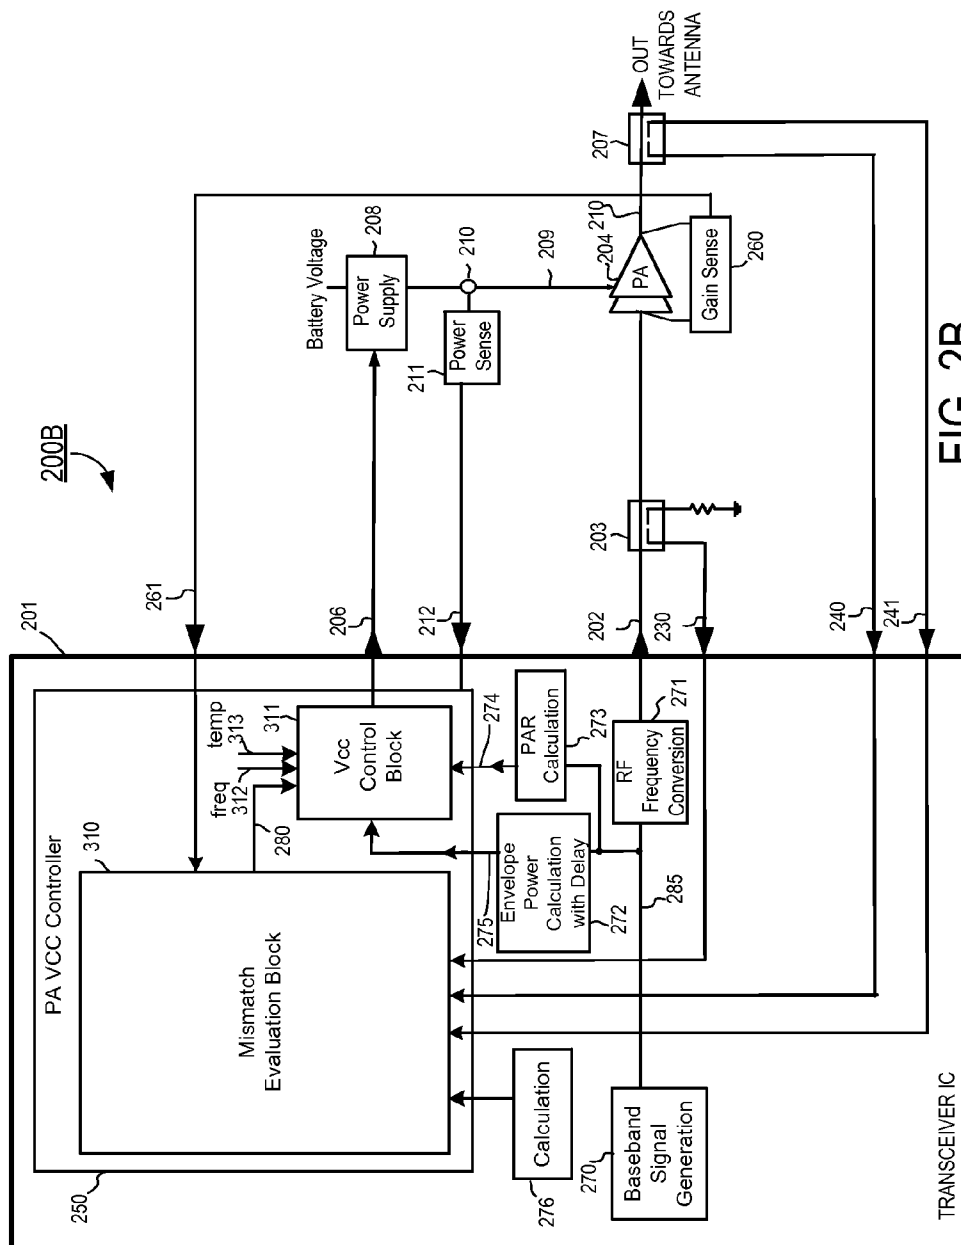 200B
201
PA VCC Controller
310
Mismatch
Evaluation Block
250
freq
312
temp
313
280
311
Vcc
Control
Block
261
206
212
Battery Voltage
208
Power
Supply
210
211
Power
Sense
209
274
PAR
Calculation
273
275
Envelope
Power
Calculation
with Delay
272
Calculation
276
270
Baseband
Signal
Generation
285
271
RF
Frequency
Conversion
202
230
203
204
PA
210
Gain Sense
260
207
OUT
TOWARDS
ANTENNA
240
241
TRANSCEIVER IC
FIG. 2B